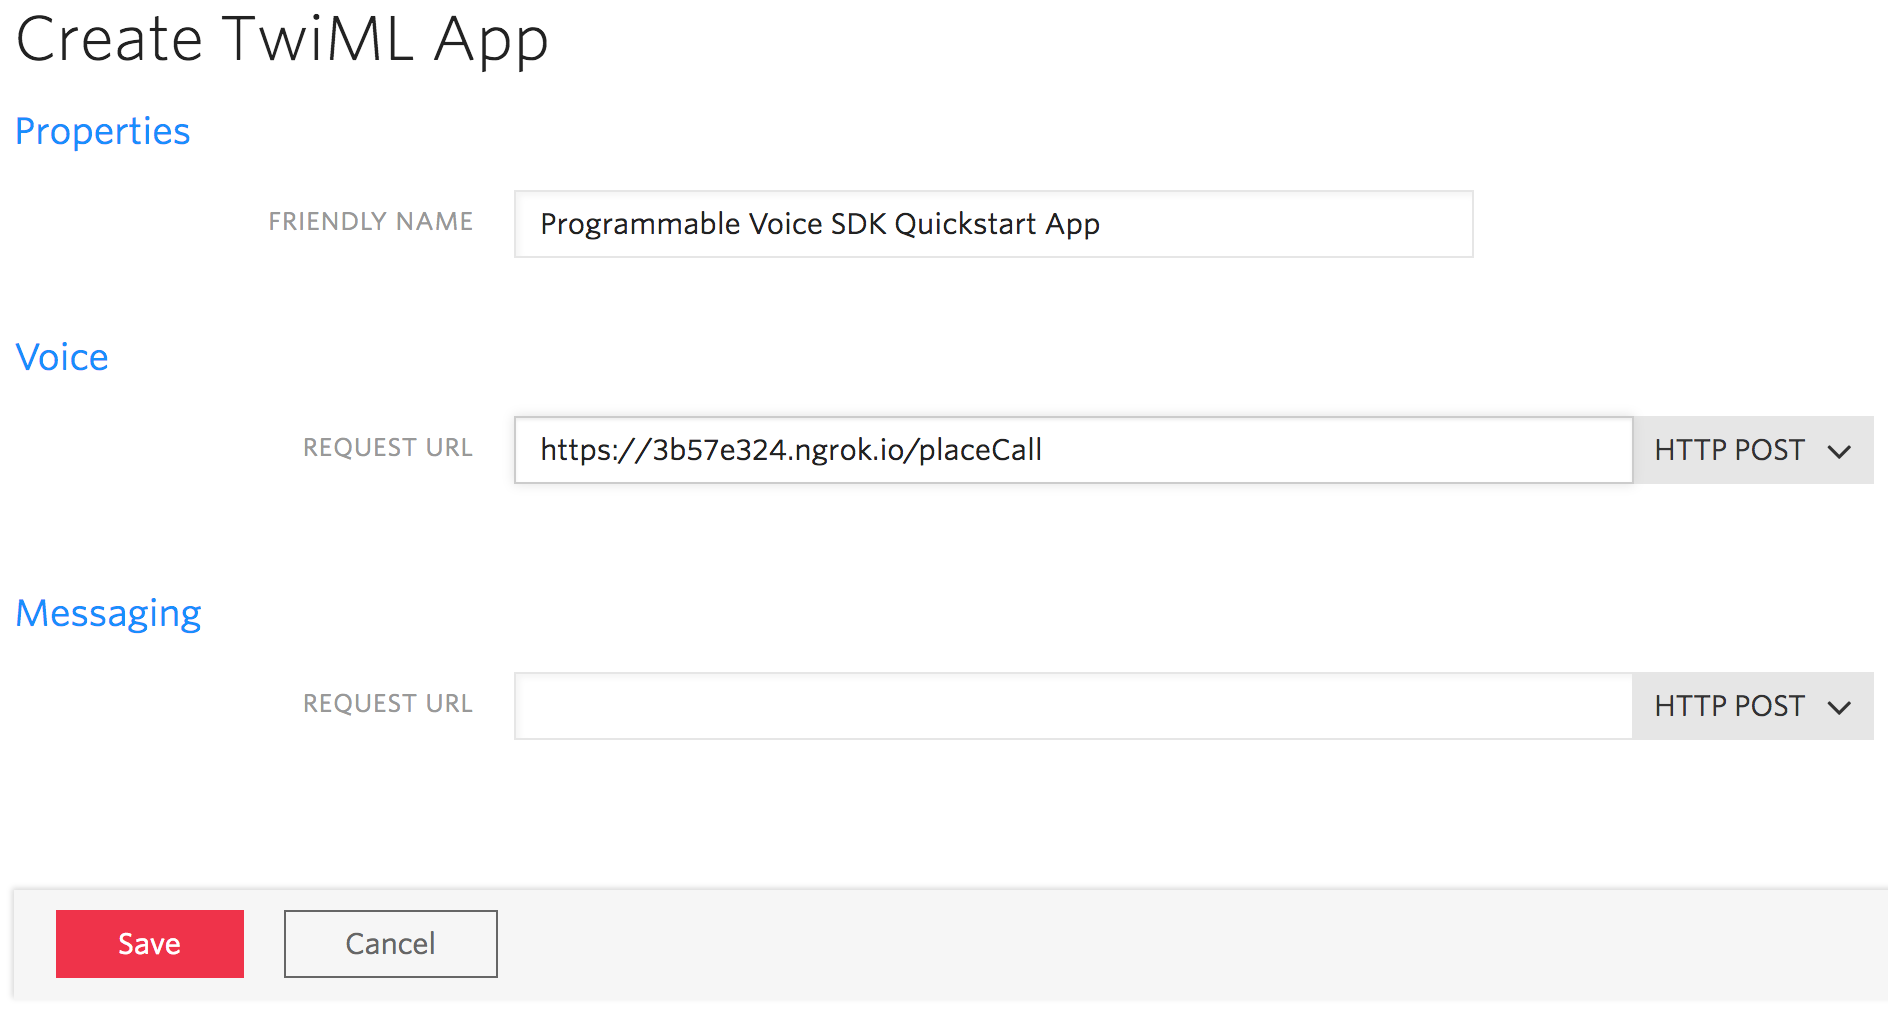 Create TwiML App
Properties
FRIENDLY NAME
Programmable Voice SDK Quickstart App
Voice
REQUEST URL
https://3b57e324.ngrok.io/placeCall
HTTP POST
Messaging
REQUEST URL
HTTP POST
Save
Cancel